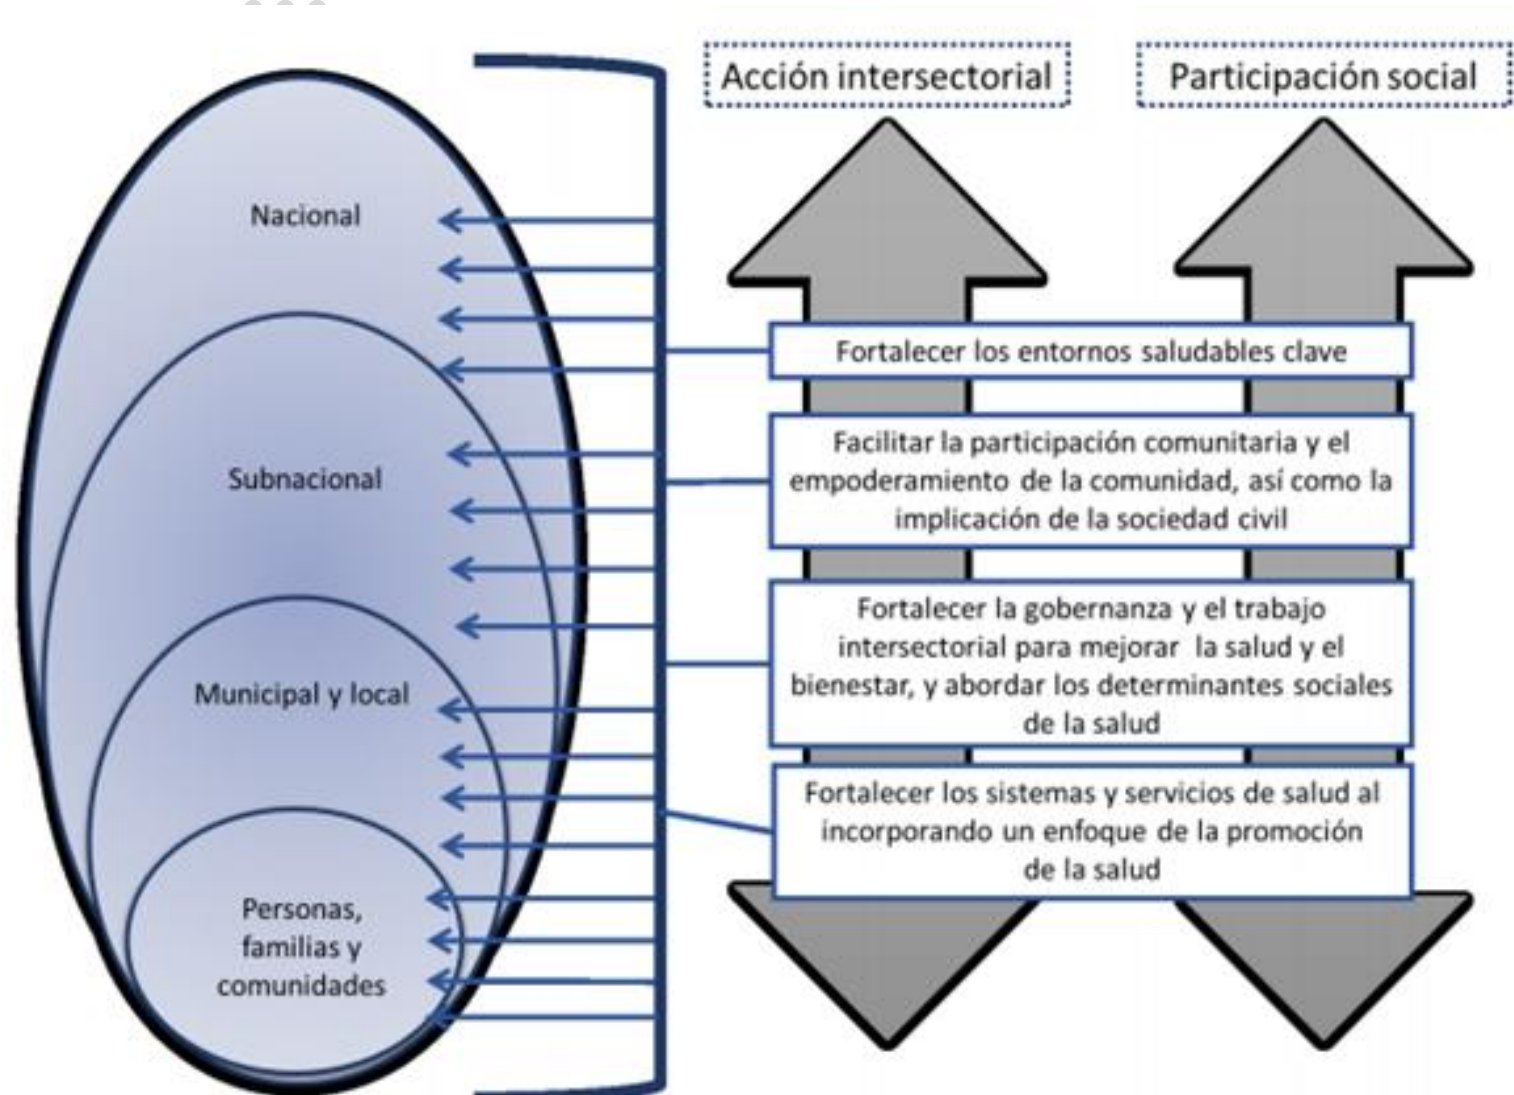 Acción intersectorial
Participación social
Nacional
Subnacional
Municipal y local
Personas,
familias y
comunidades
Fortalecer los entornos saludables clave
Facilitar la participación comunitaria y el
empoderamiento de la comunidad, así como la
implicación de la sociedad civil
Fortalecer la gobernanza y el trabajo
intersectorial para mejorar la salud y el
bienestar, y abordar los determinantes sociales
de la salud
Fortalecer los sistemas y servicios de salud al
incorporando un enfoque de la promoción
de la salud